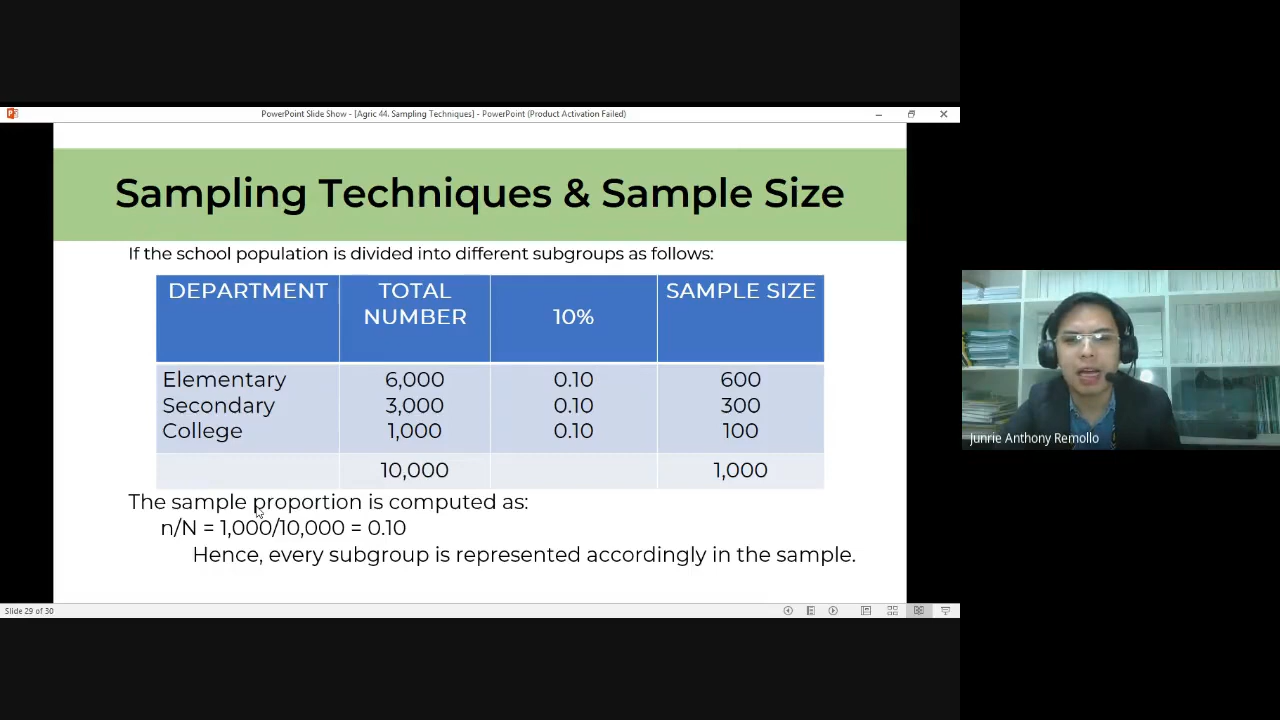 PowerPoint Slide Show - [Agric 44. Sampling Techniques] - PowerPoint (Product Activation Failed)
Sampling Techniques & Sample Size
If the school population is divided into different subgroups as follows:
DEPARTMENT TOTAL NUMBER 10% SAMPLE SIZE
Elementary 6,000 0.10 600
Secondary 3,000 0.10 300
College 1,000 0.10 100
10,000 1,000
The sample proportion is computed as:
n/N = 1,000/10,000 = 0.10
Hence, every subgroup is represented accordingly in the sample.
Slide 29 of 30
Junrie Anthony Remollo